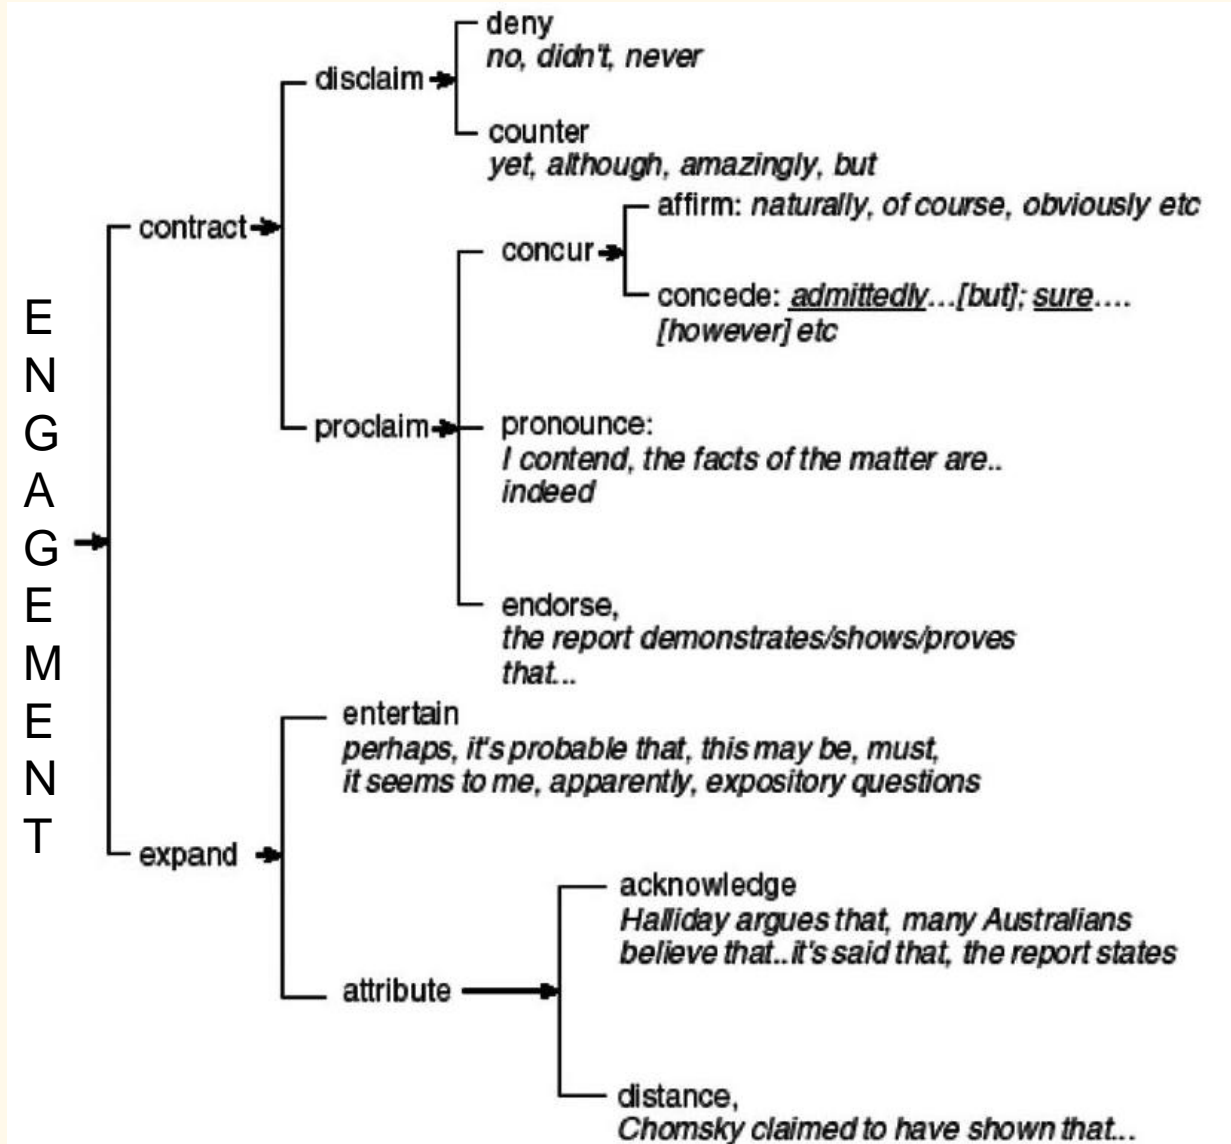 ENGAGEMENT
contract
disclaim
deny
no, didn't, never
counter
yet, although, amazingly, but
proclaim
concur
affirm: naturally, of course, obviously etc
concede: admittedly...[but]; sure....
[however] etc
pronounce:
I contend, the facts of the matter are..
indeed
endorse,
the report demonstrates/shows/proves
that...
expand
entertain
perhaps, it's probable that, this may be, must,
it seems to me, apparently, expository questions
attribute
acknowledge
Halliday argues that, many Australians
believe that..it's said that, the report states
distance,
Chomsky claimed to have shown that...